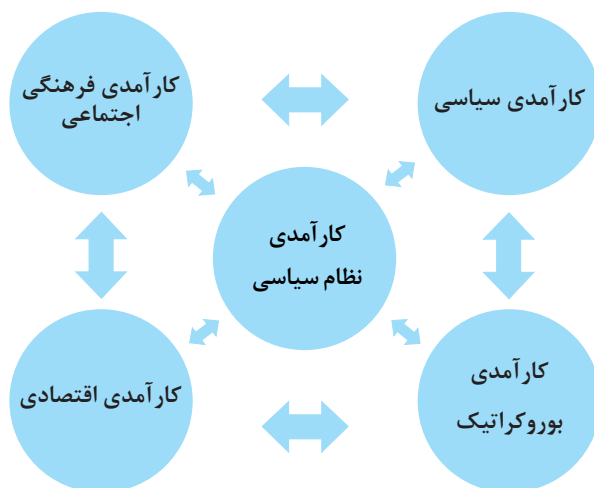 کارآمدی سیاسی
کارآمدی فرهنگی
اجتماعی
کارآمدی
نظام سیاسی
کارآمدی
بوروکراتیک
کارآمدی اقتصادی